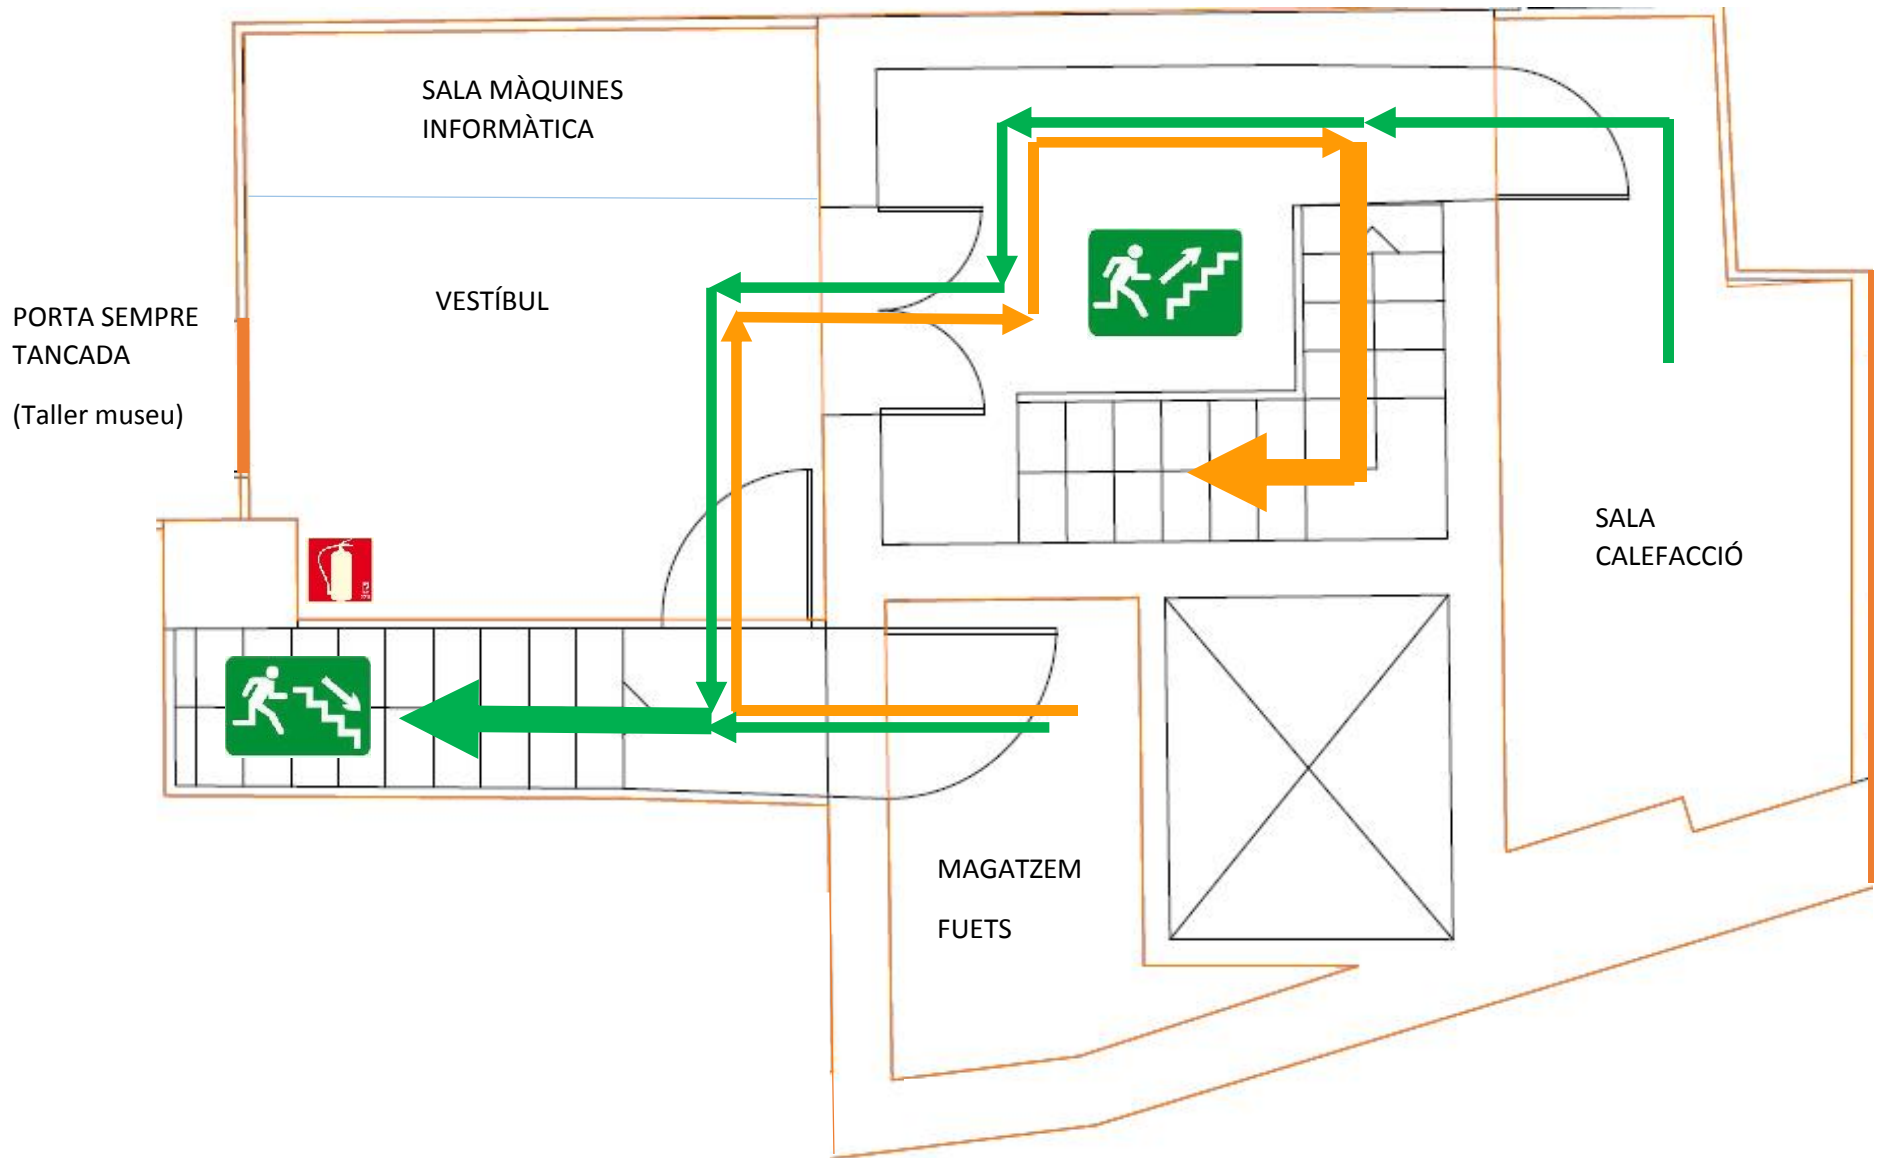 SALA MÀQUINES
INFORMÀTICA
VESTÍBUL
PORTA SEMPRE
TANCADA
(Taller museu)
SALA
CALEFACCIÓ
MAGATZEM
FUETS